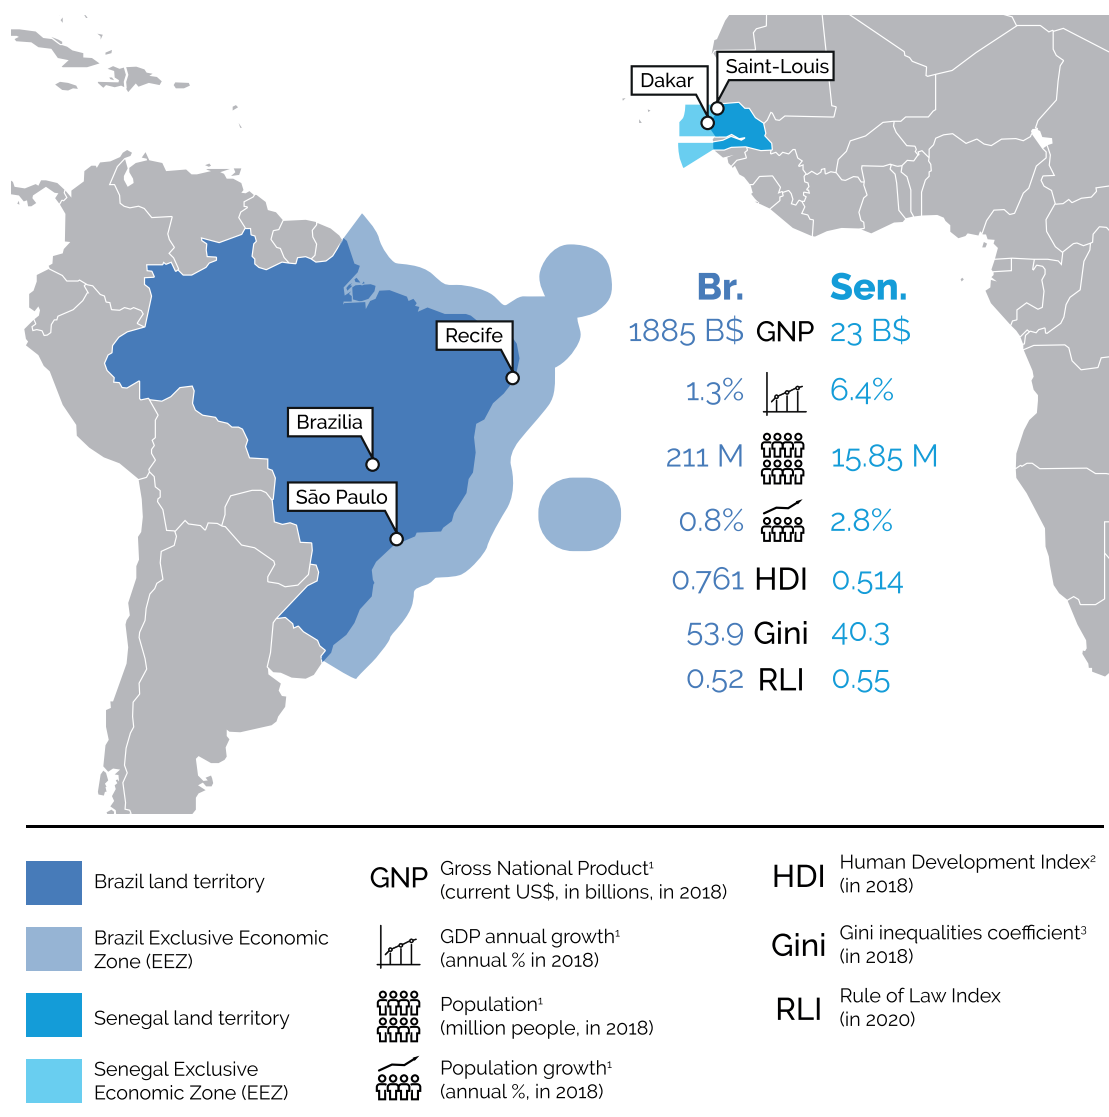 Saint-Louis
Dakar
Recife
Brazilia
São Paulo
Br. Sen.
1885 B$ GNP 23 B$
1.3% 6.4%
211 M 15.85 M
0.8% 2.8%
0.761 HDI 0.514
53.9 Gini 40.3
0.52 RLI 0.55
Brazil land territory
Brazil Exclusive Economic
Zone (EEZ)
Senegal land territory
Senegal Exclusive
Economic Zone (EEZ)
GNP Gross National Product¹
(current US$, in billions, in 2018)
GDP annual growth¹
(annual % in 2018)
Population¹
(million people, in 2018)
Population growth¹
(annual %, in 2018)
HDI Human Development Index²
(in 2018)
Gini Gini inequalities coefficient³
(in 2018)
RLI Rule of Law Index
(in 2020)